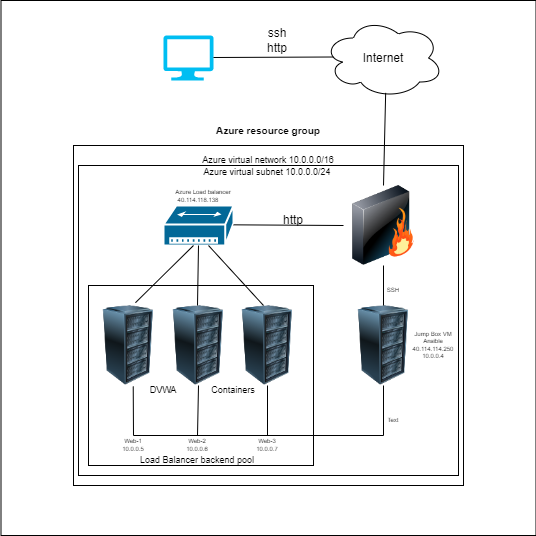 ssh
http
Internet
Azure resource group
Azure virtual network 10.0.0.0/16
Azure virtual subnet 10.0.0.0/24
Azure Load balancer
40.114.118.138
http
SSH
Jump Box VM
Ansible
40.114.114.250
10.0.0.4
DVWA
Containers
Text
Web-1
10.0.0.5
Web-2
10.0.0.6
Web-3
10.0.0.7
Load Balancer backend pool